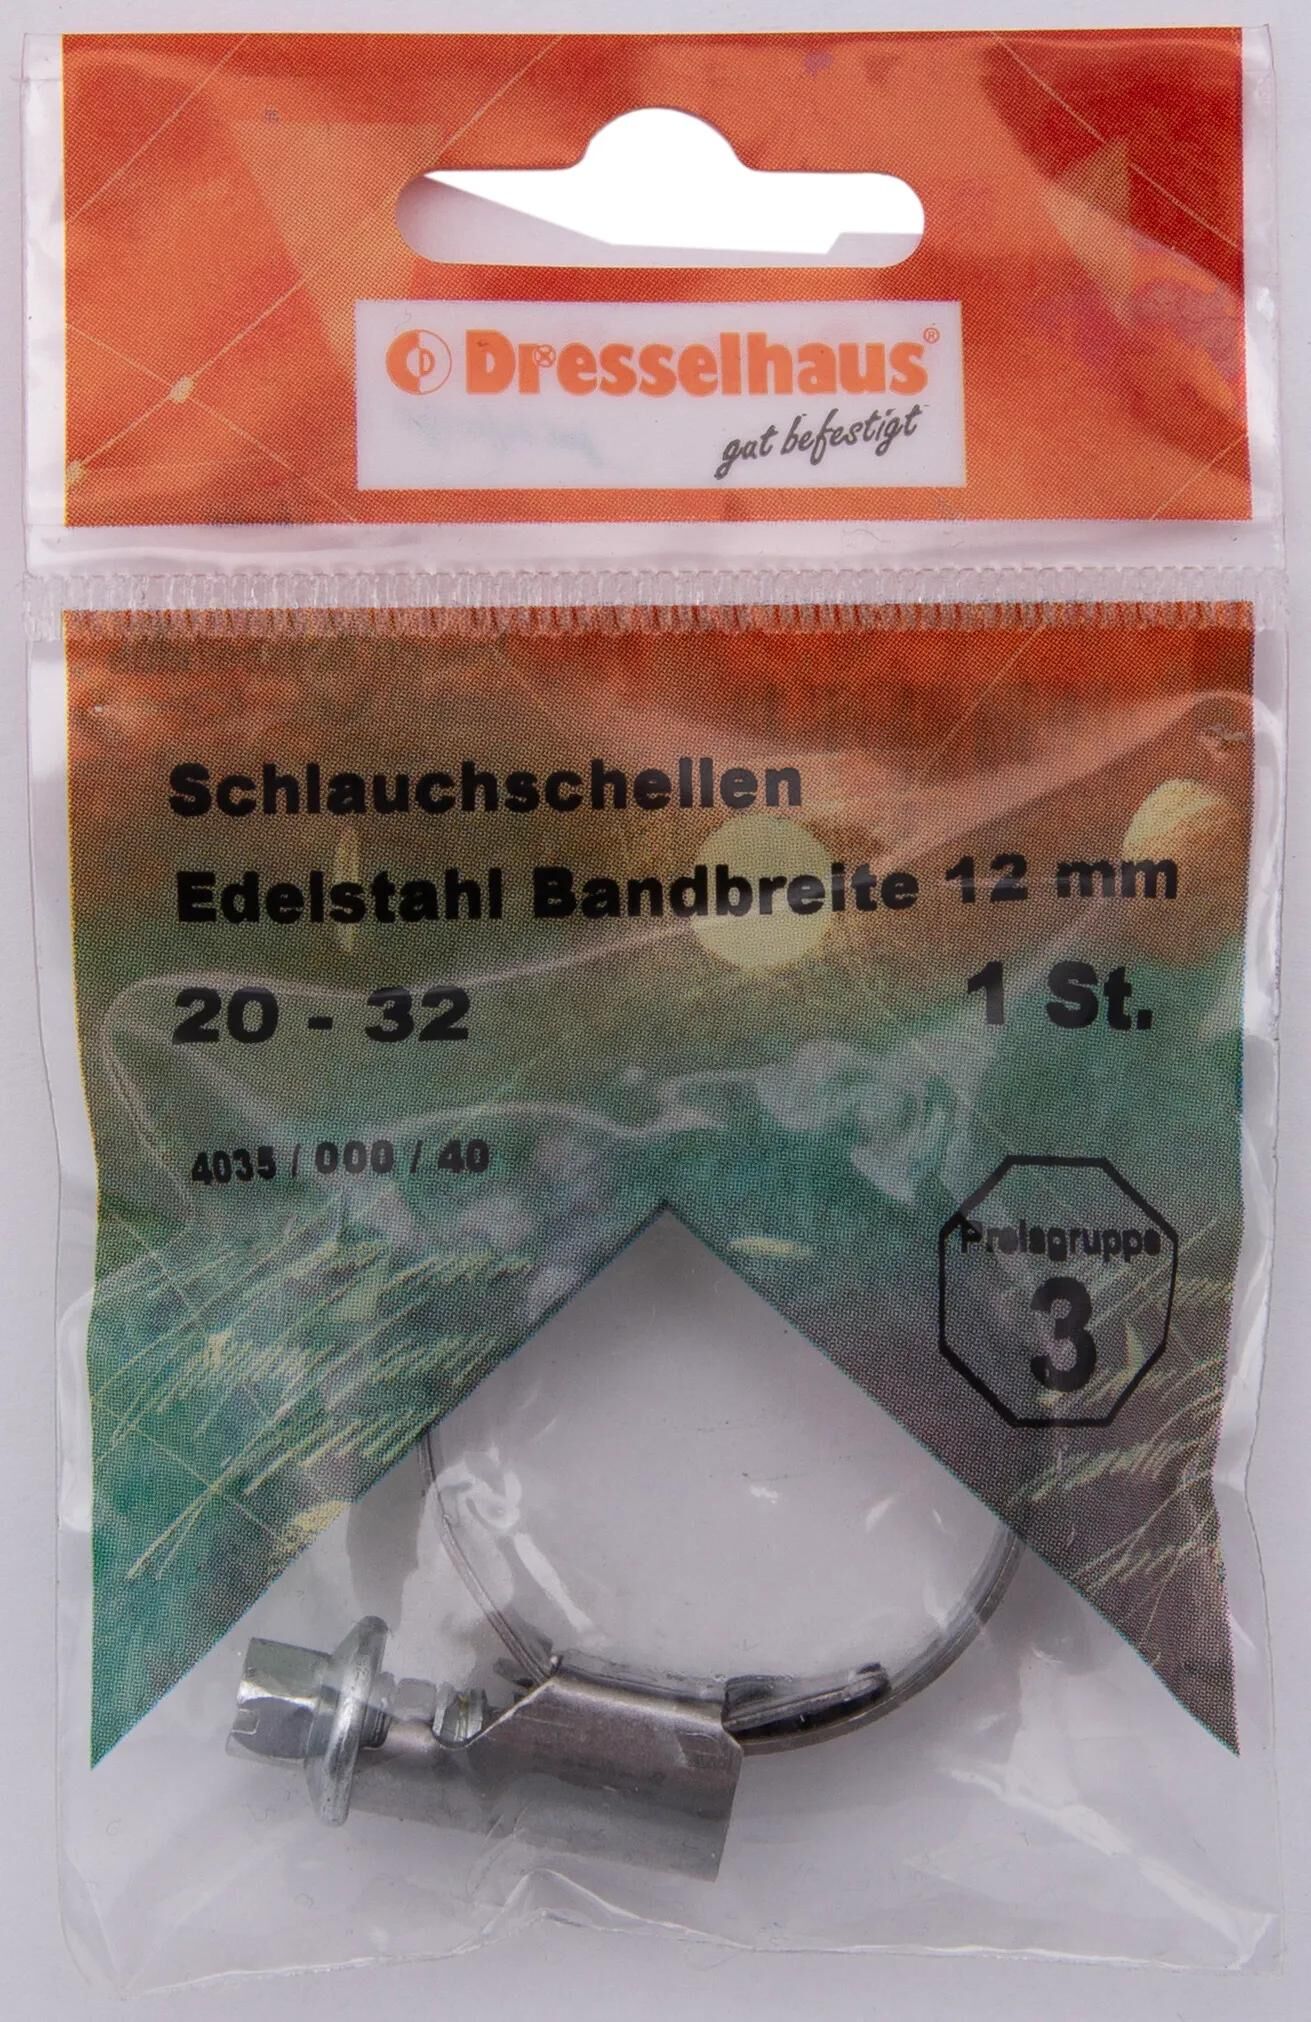 Dresselhaus®
gut befestigt
Schlauchschellen
Edelstahl Bandbreite 12 mm
20 - 32 1 St.
4035 / 000 / 40
Preisgruppe
3